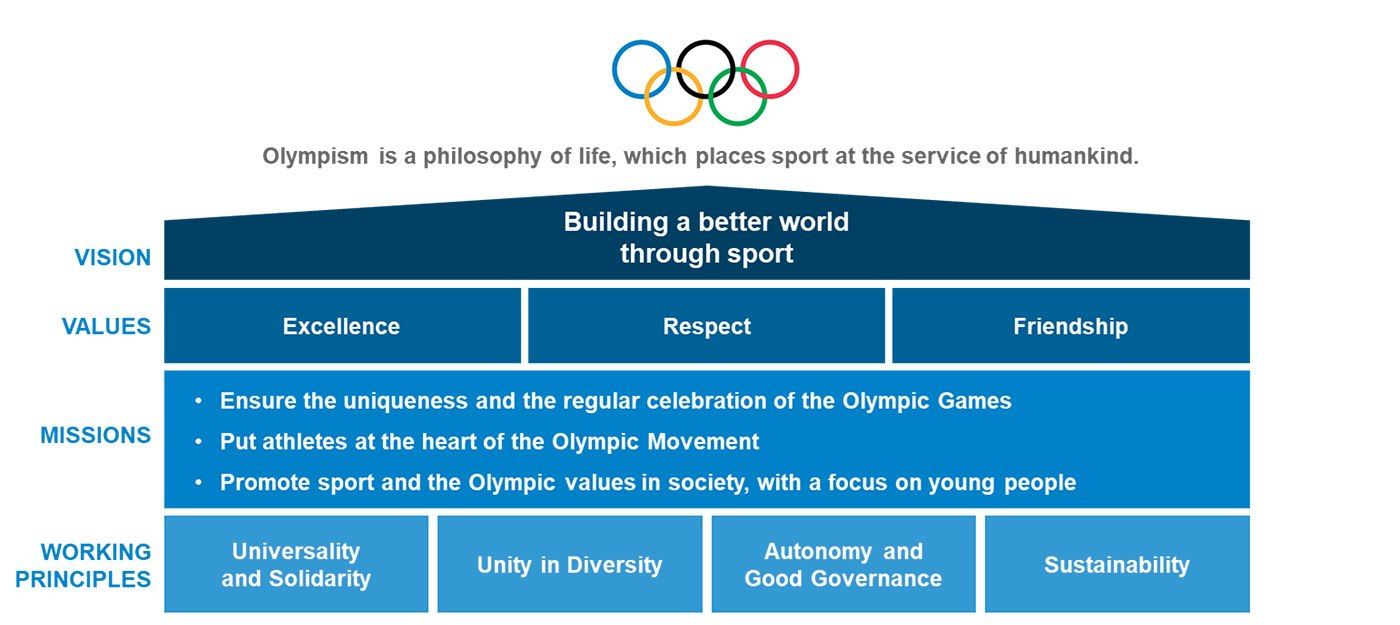 Olympism is a philosophy of life, which places sport at the service of humankind.
Building a better world
through sport
VISION
VALUES
Excellence
Respect
Friendship
MISSIONS
• Ensure the uniqueness and the regular celebration of the Olympic Games
• Put athletes at the heart of the Olympic Movement
• Promote sport and the Olympic values in society, with a focus on young people
WORKING
PRINCIPLES
Universality
and Solidarity
Unity in Diversity
Autonomy and
Good Governance
Sustainability